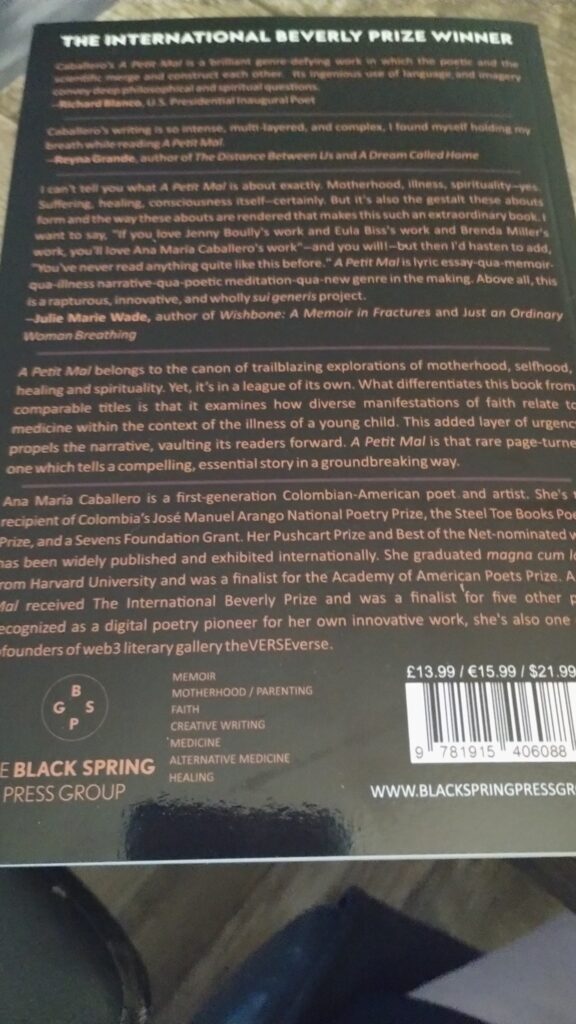 THE INTERNATIONAL BEVERLY PRIZE WINNER
Caballero's A Petit Mal is a brilliant genre-defying work in which the poetic and the
scientific merge and construct each other. Its ingenious use of language and imagery
convey deep philosophical and spiritual questions.
–Richard Blanco, U.S. Presidential Inaugural Poet
Caballero's writing is so intense, multi-layered, and complex, I found myself holding my
breath while reading A Petit Mal
–Reyna Grande, author of The Distance Between Us and A Dream Called Home
I can't tell you what A Petit Mal is about exactly. Motherhood, illness, spirituality–yes.
Suffering, healing, consciousness itself–certainly. But it's also the gestalt these abouts
form and the way these abouts are rendered that makes this such an extraordinary book. I
want to say, "If you love Jenny Boully's work and Eula Biss's work and Brenda Miller's
work, you'll love Ana María Caballero's work"–and you will!–but then I'd hasten to add,
"You've never read anything quite like this before." A Petit Mal is lyric essay-qua-memoir-
qua-illness narrative-qua-poetic meditation-qua-new genre in the making. Above all, this
is a rapturous, innovative, and wholly sui generis project.
–Julie Marie Wade, author of Wishbone: A Memoir in Fractures and Just an Ordinary
Woman Breathing
A Petit Mal belongs to the canon of trailblazing explorations of motherhood, selfhood,
healing and spirituality. Yet, it's in a league of its own. What differentiates this book from
comparable titles is that it examines how diverse manifestations of faith relate to
medicine within the context of the illness of a young child. This added layer of urgenc
propels the narrative, vaulting its readers forward. A Petit Mal is that rare page-turne
one which tells a compelling, essential story in a groundbreaking way.
Ana María Caballero is a first-generation Colombian-American poet and artist. She's
recipient of Colombia's José Manuel Arango National Poetry Prize, the Steel Toe Books Poe
Prize, and a Sevens Foundation Grant. Her Pushcart Prize and Best of the Net-nominated w
has been widely published and exhibited internationally. She graduated magna cum l
rom Harvard University and was a finalist for the Academy of American Poets Prize. A
Mal received The International Beverly Prize and was a finalist for five other p
ecognized as a digital poetry pioneer for her own innovative work, she's also one
founders of web3 literary gallery theVERSEverse.
B
G S
P
E BLACK SPRING
PRESS GROUP
MEMOIR
MOTHERHOOD / PARENTING
FAITH
CREATIVE WRITING
MEDICINE
ALTERNATIVE MEDICINE
HEALING
£13.99 / €15.99 / $21.99
9 781915 406088
WWW.BLACKSPRINGPRESSGR